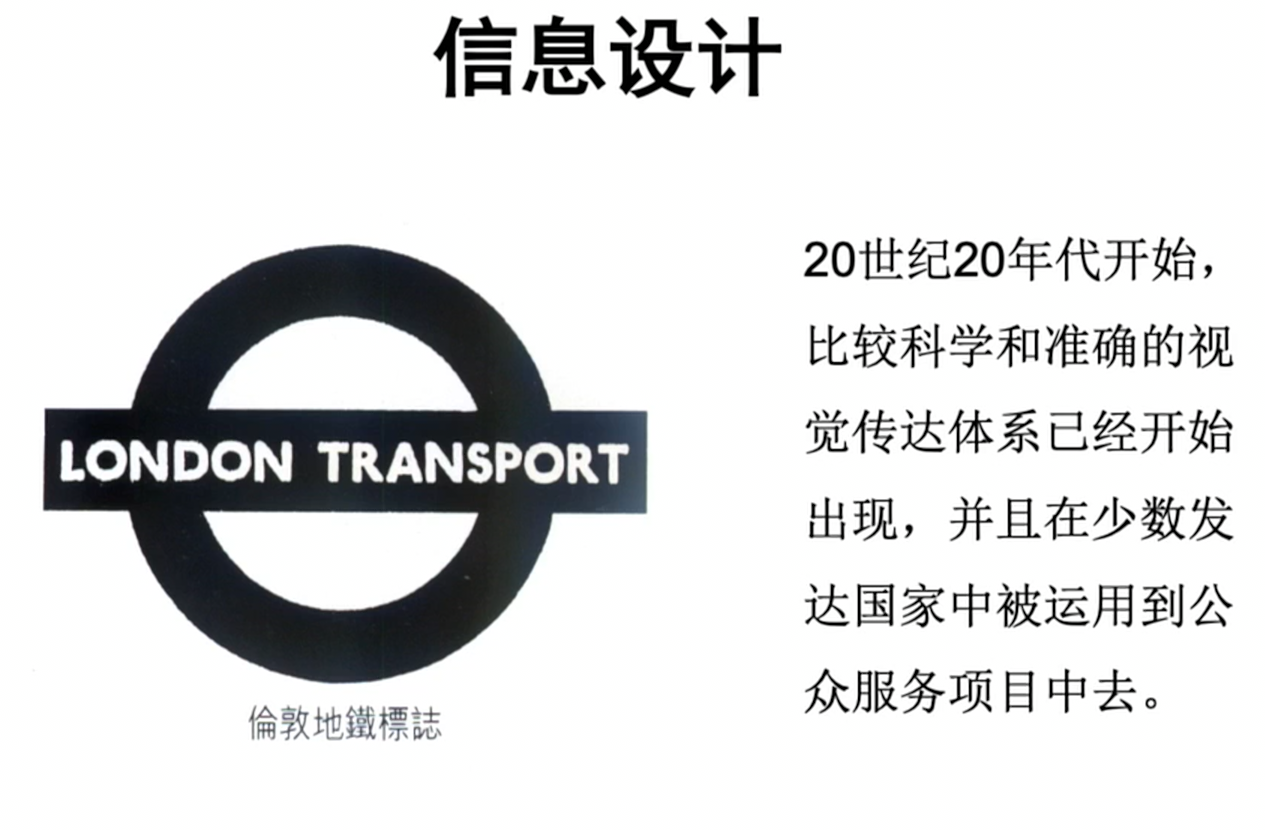 信息设计
LONDON TRANSPORT
倫敦地鐵標誌
20世纪20年代开始，
比较科学和准确的视
觉传达体系已经开始
出现，并且在少数发
达国家中被运用到公
众服务项目中去。